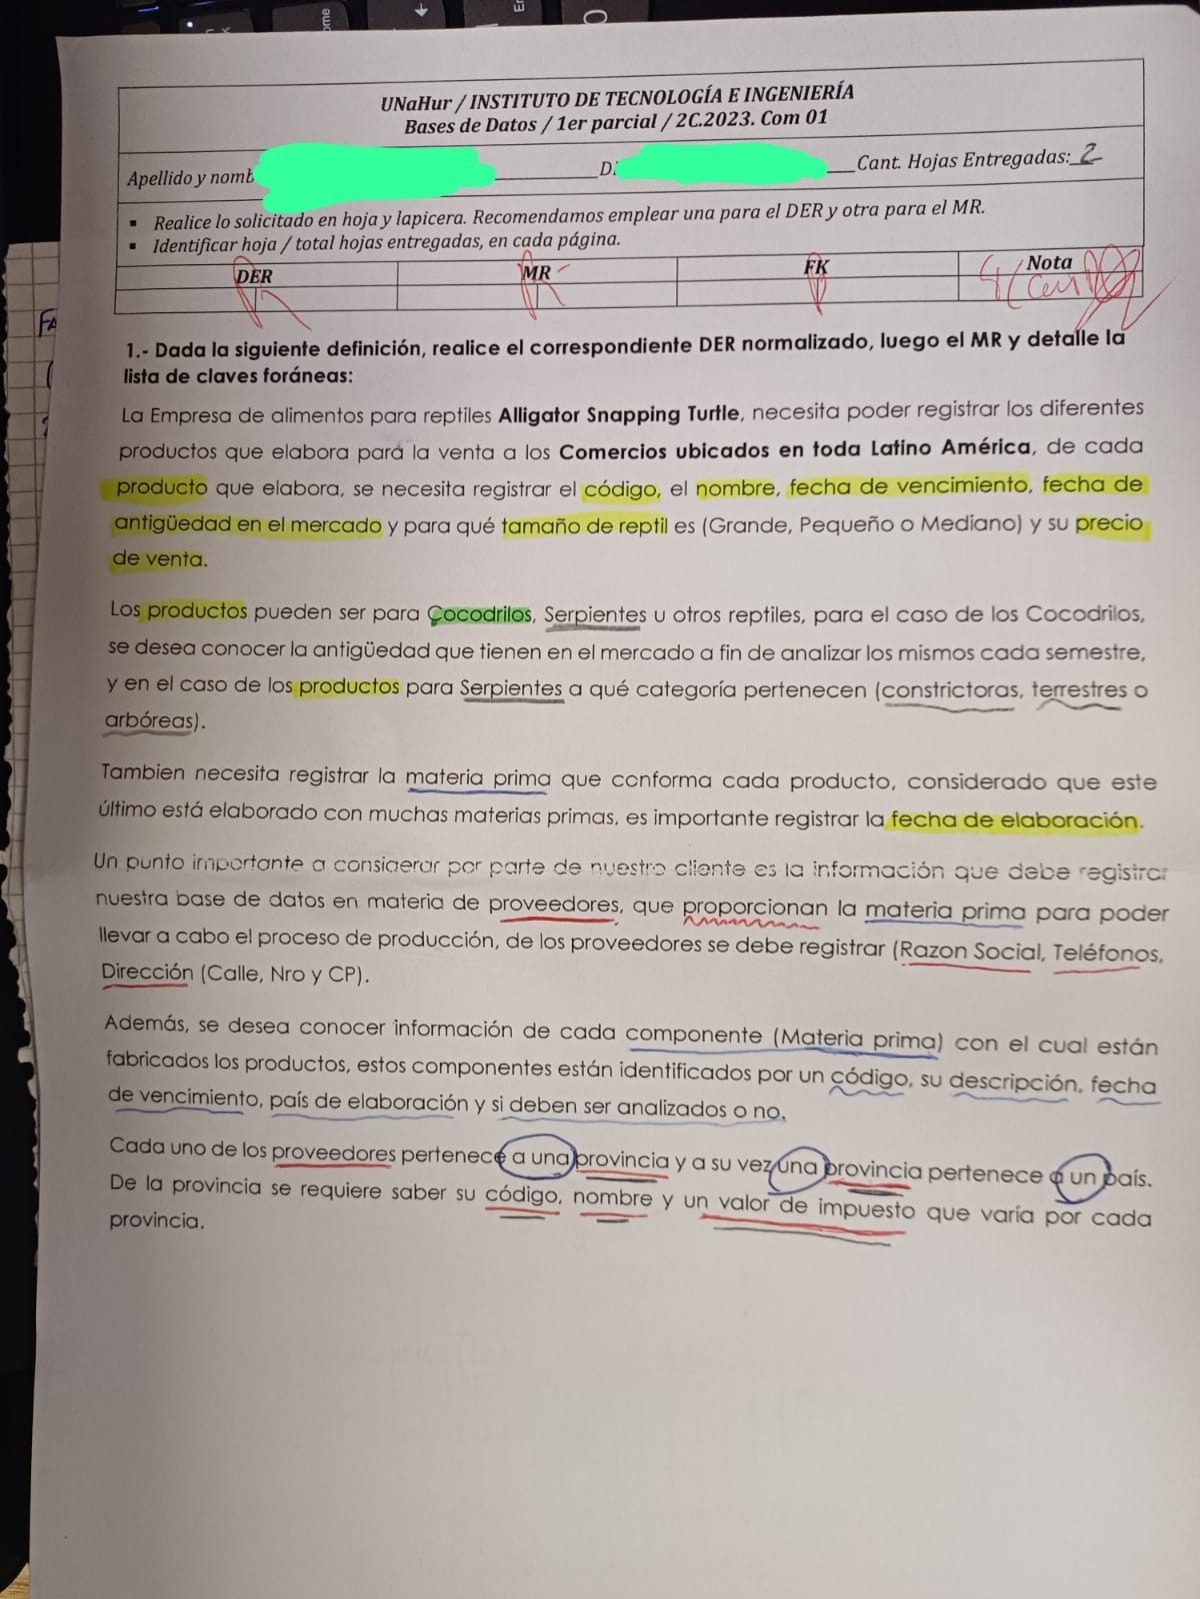 ome
UNaHur / INSTITUTO DE TECNOLOGÍA E INGENIERÍA
Bases de Datos / 1er parcial / 2C.2023. Com 01
Apellido y nomb
D
Cant. Hojas Entregadas: 2
▪ Realice lo solicitado en hoja y lapicera. Recomendamos emplear una para el DER y otra para el MR.
▪ Identificar hoja / total hojas entregadas, en cada página.
DER MR FK Nota
1.- Dada la siguiente definición, realice el correspondiente DER normalizado, luego el MR y detalle la
lista de claves foráneas:
La Empresa de alimentos para reptiles Alligator Snapping Turtle, necesita poder registrar los diferentes
productos que elabora para la venta a los Comercios ubicados en toda Latino América, de cada
producto que elabora, se necesita registrar el código, el nombre, fecha de vencimiento, fecha de
antigüedad en el mercado y para qué tamaño de reptil es (Grande, Pequeño o Mediano) y su precio
de venta.
Los productos pueden ser para Cocodrilos, Serpientes u otros reptiles, para el caso de los Cocodrilos,
se desea conocer la antigüedad que tienen en el mercado a fin de analizar los mismos cada semestre,
y en el caso de los productos para Serpientes a qué categoría pertenecen (constrictoras, terrestres o
arbóreas).
Tambien necesita registrar la materia prima que conforma cada producto, considerado que este
último está elaborado con muchas materias primas, es importante registrar la fecha de elaboración.
Un punto importante a considerar por parte de nuestro cliente es la información que debe registrar
nuestra base de datos en materia de proveedores, que proporcionan la materia prima para poder
llevar a cabo el proceso de producción, de los proveedores se debe registrar (Razon Social, Teléfonos,
Dirección (Calle, Nro y CP).
Además, se desea conocer información de cada componente (Materia prima) con el cual están
fabricados los productos, estos componentes están identificados por un código, su descripción, fecha
de vencimiento, país de elaboración y si deben ser analizados o no.
Cada uno de los proveedores pertenece a una provincia y a su vez una provincia pertenece a un país.
De la provincia se requiere saber su código, nombre y un valor de impuesto que varía por cada
provincia.